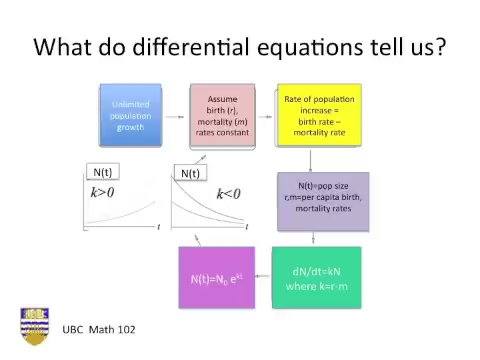 What do differential equations tell us?
Unlimited
population
growth
Assume
birth (r),
mortality (m)
rates constant
Rate of population
increase =
birth rate –
mortality rate
N(t)=pop size
r,m=per capita birth,
mortality rates
dN/dt=kN
where k=r-m
N(t)=N₀ eᵏᵗ
N(t)
k>0
t
N(t)
k<0
t
UBC Math 102